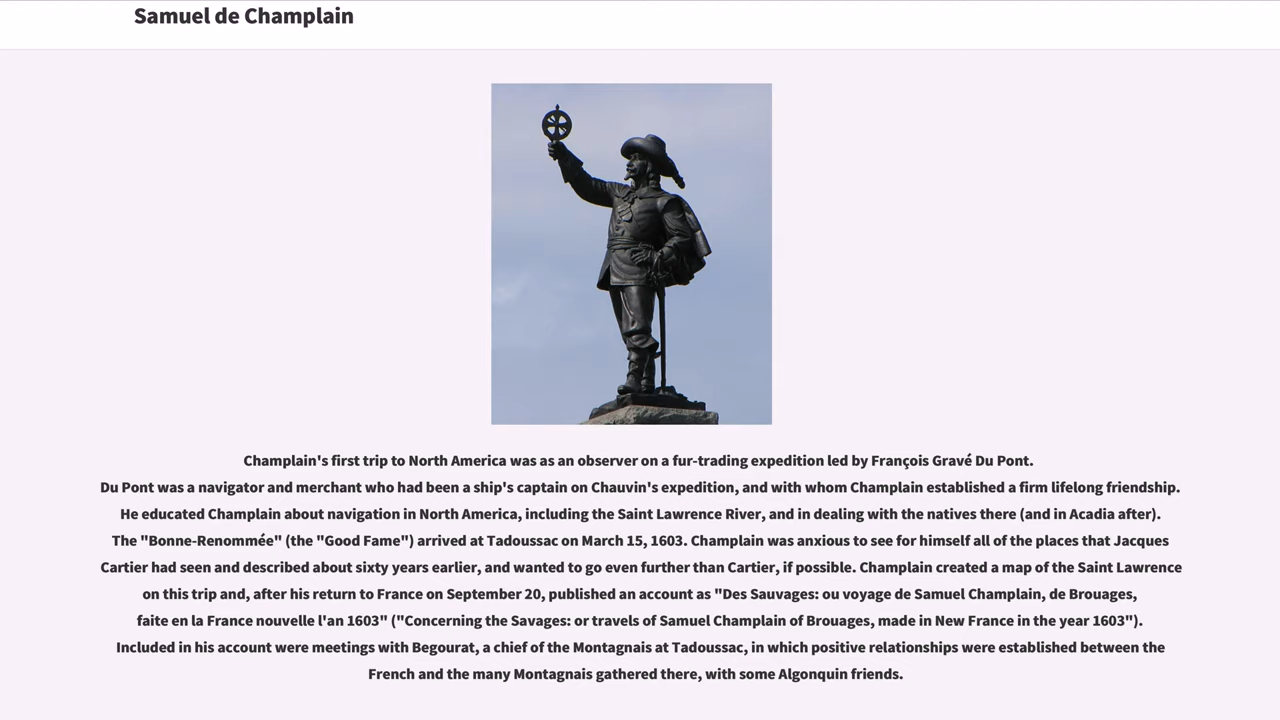 Samuel de Champlain
Champlain's first trip to North America was as an observer on a fur-trading expedition led by François Gravé Du Pont.
Du Pont was a navigator and merchant who had been a ship's captain on Chauvin's expedition, and with whom Champlain established a firm lifelong friendship.
He educated Champlain about navigation in North America, including the Saint Lawrence River, and in dealing with the natives there (and in Acadia after).
The "Bonne-Renommée" (the "Good Fame") arrived at Tadoussac on March 15, 1603. Champlain was anxious to see for himself all of the places that Jacques
Cartier had seen and described about sixty years earlier, and wanted to go even further than Cartier, if possible. Champlain created a map of the Saint Lawrence
on this trip and, after his return to France on September 20, published an account as "Des Sauvages: ou voyage de Samuel Champlain, de Brouages,
faite en la France nouvelle l'an 1603" ("Concerning the Savages: or travels of Samuel Champlain of Brouages, made in New France in the year 1603").
Included in his account were meetings with Begourat, a chief of the Montagnais at Tadoussac, in which positive relationships were established between the
French and the many Montagnais gathered there, with some Algonquin friends.